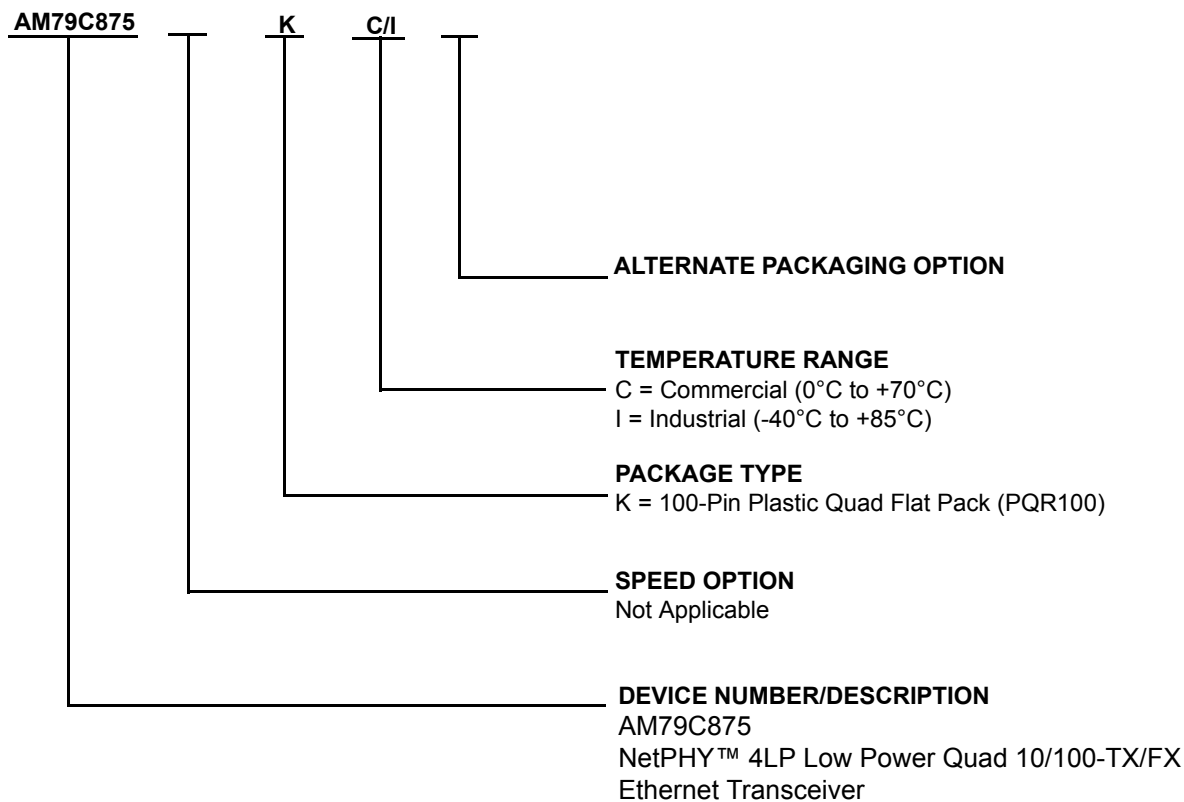 AM79C875 K C/I
ALTERNATE PACKAGING OPTION
TEMPERATURE RANGE
C = Commercial (0°C to +70°C)
I = Industrial (-40°C to +85°C)
PACKAGE TYPE
K = 100-Pin Plastic Quad Flat Pack (PQR100)
SPEED OPTION
Not Applicable
DEVICE NUMBER/DESCRIPTION
AM79C875
NetPHY™ 4LP Low Power Quad 10/100-TX/FX
Ethernet Transceiver